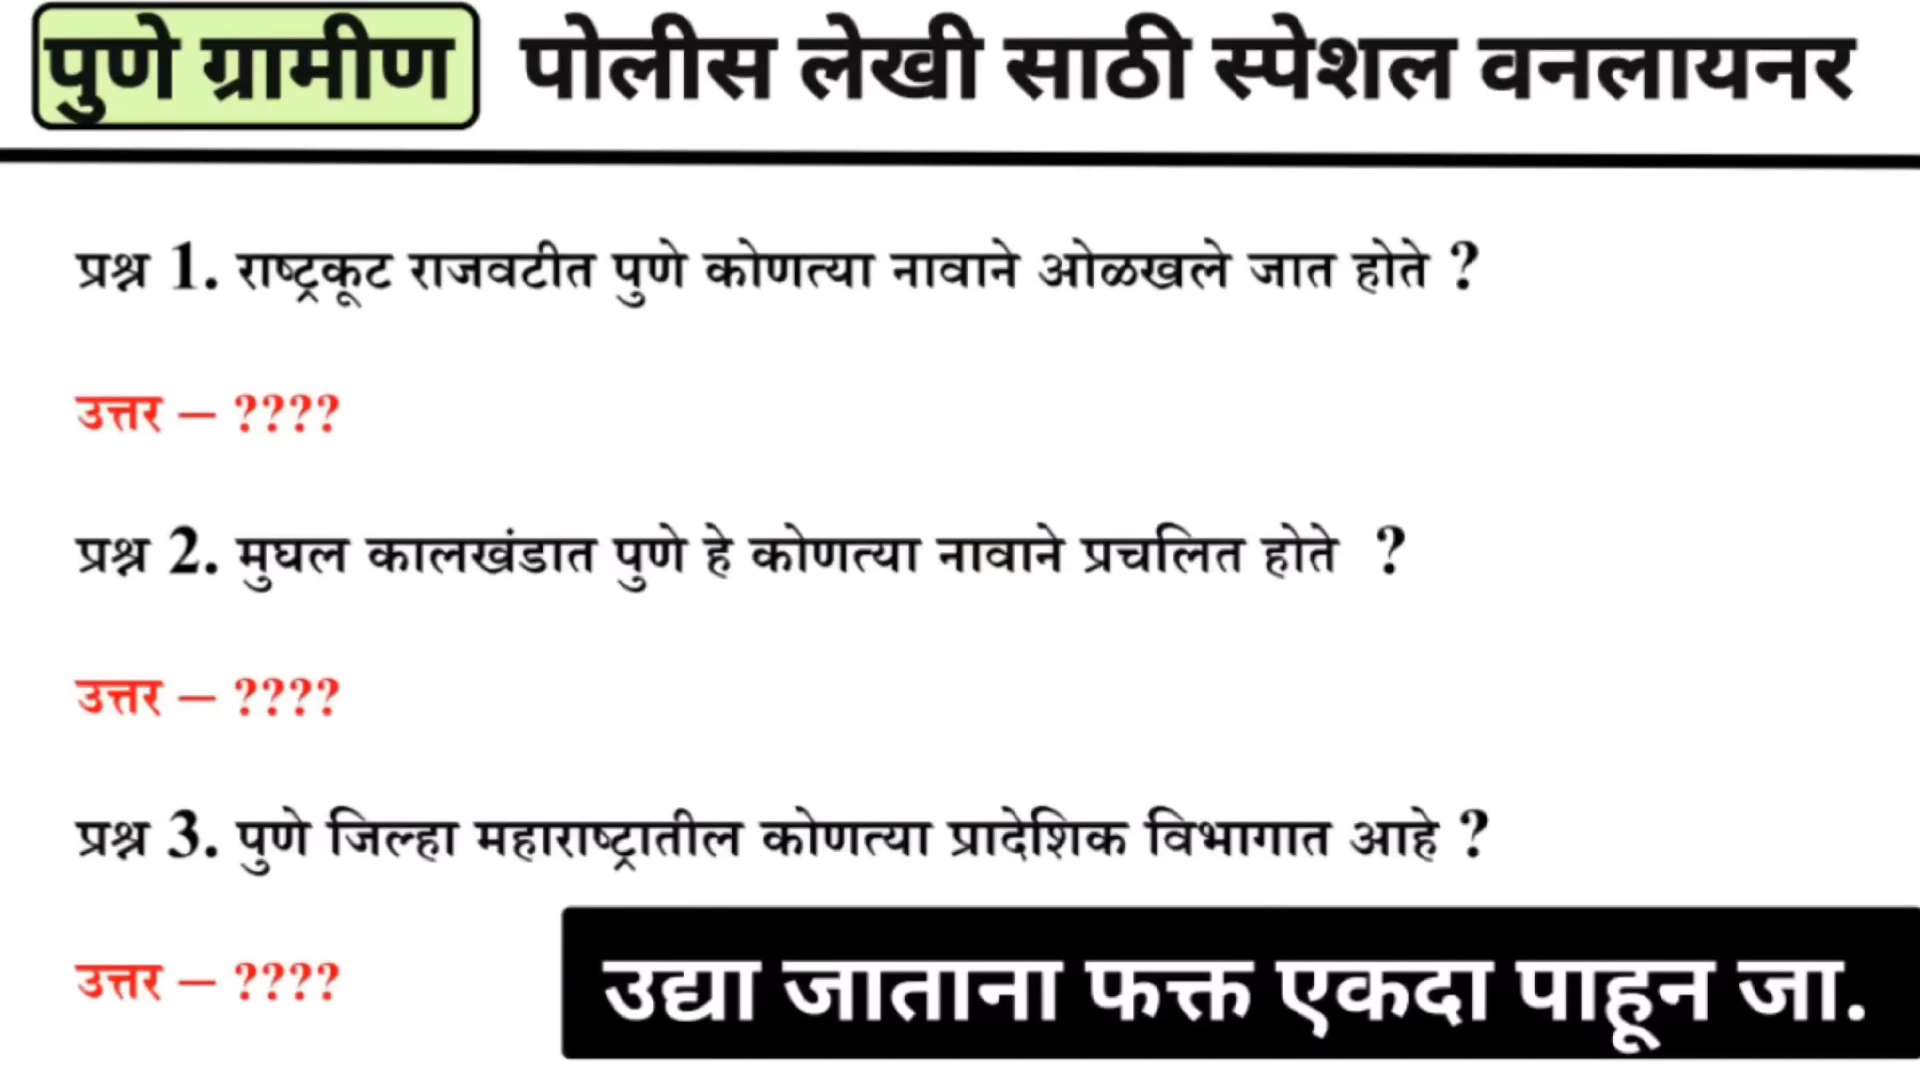 पुणे ग्रामीण पोलीस लेखी साठी स्पेशल वनलायनर
प्रश्न 1. राष्ट्रकूट राजवटीत पुणे कोणत्या नावाने ओळखले जात होते ?
उत्तर – ????
प्रश्न 2. मुघल कालखंडात पुणे हे कोणत्या नावाने प्रचलित होते ?
उत्तर – ????
प्रश्न 3. पुणे जिल्हा महाराष्ट्रातील कोणत्या प्रादेशिक विभागात आहे ?
उत्तर – ????
उद्या जाताना फक्त एकदा पाहून जा.